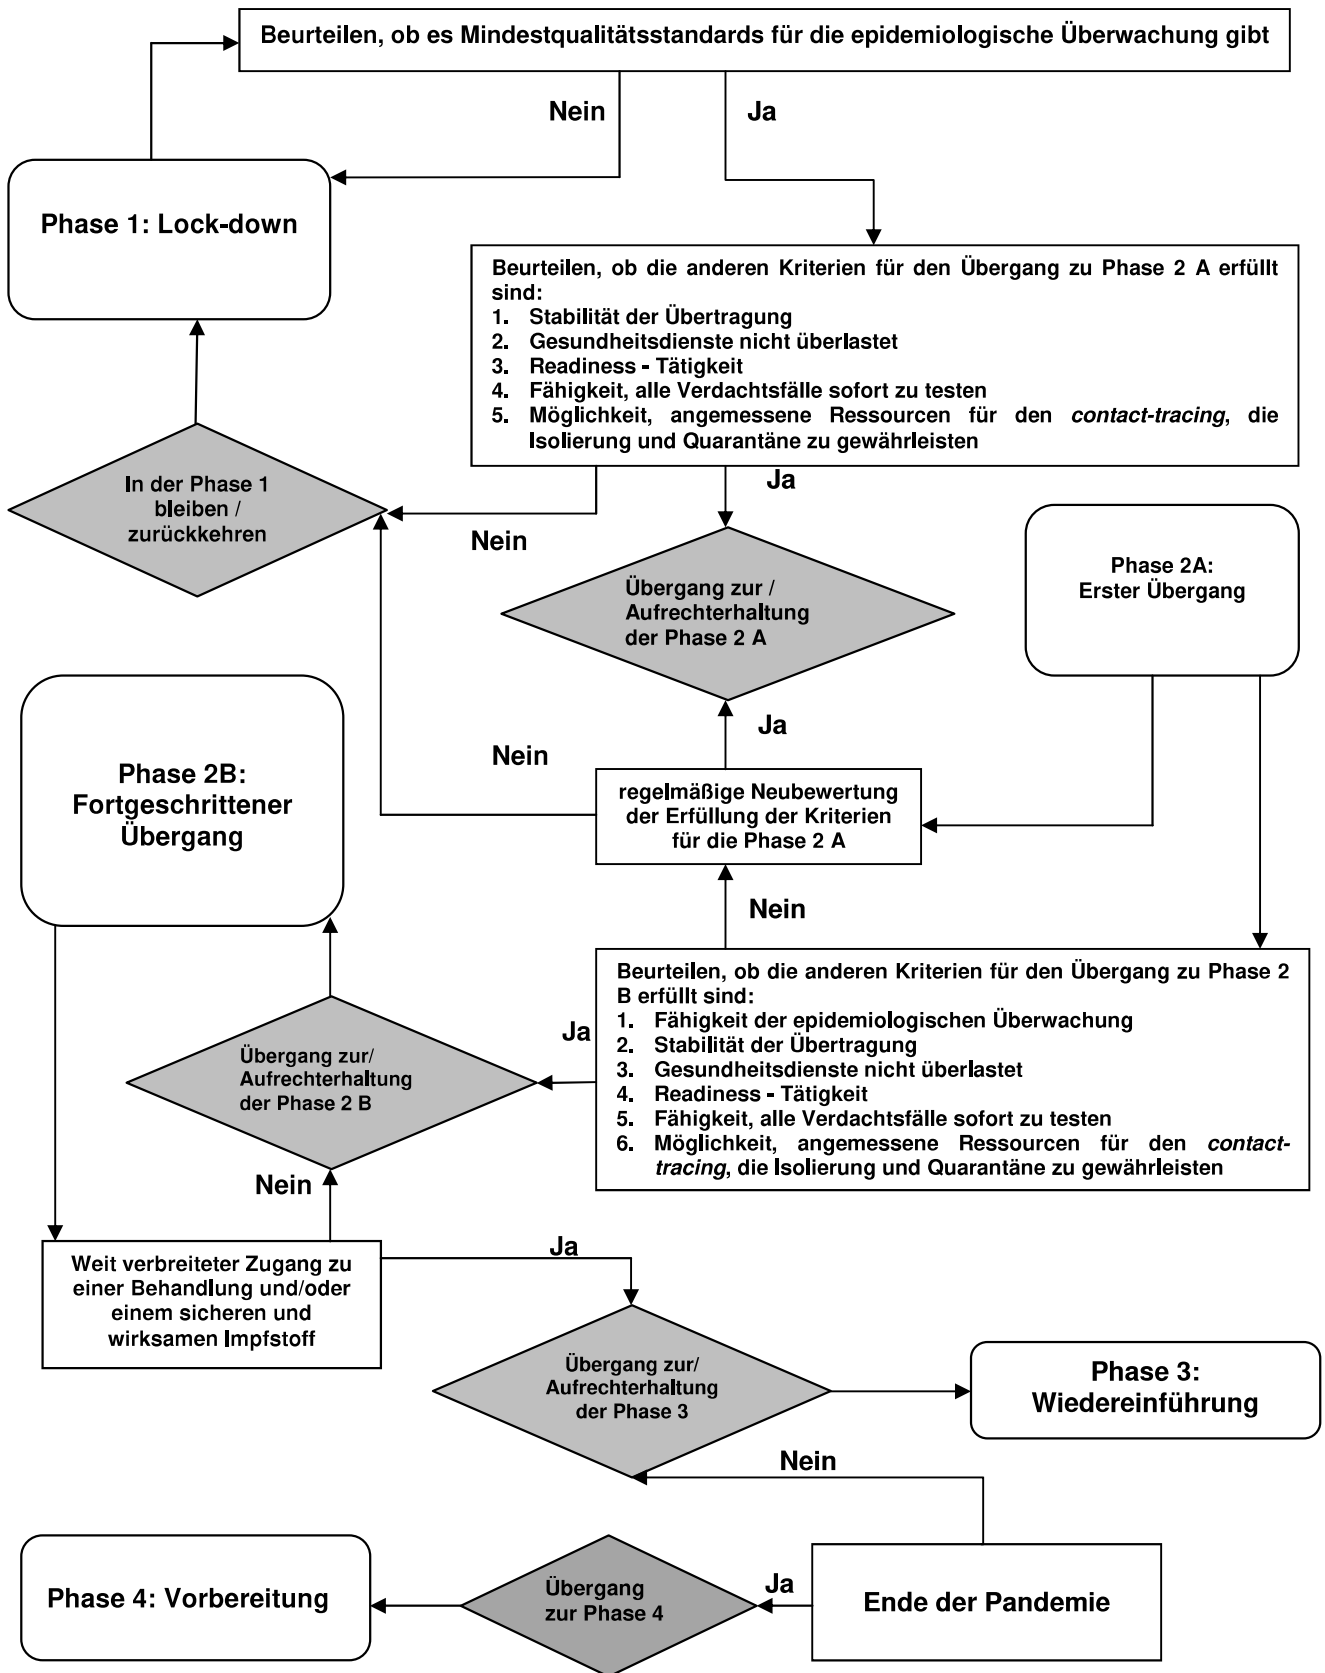 Beurteilen, ob es Mindestqualitätsstandards für die epidemiologische Überwachung gibt
Nein
Ja
Phase 1: Lock-down
Beurteilen, ob die anderen Kriterien für den Übergang zu Phase 2 A erfüllt
sind:
1. Stabilität der Übertragung
2. Gesundheitsdienste nicht überlastet
3. Readiness - Tätigkeit
4. Fähigkeit, alle Verdachtsfälle sofort zu testen
5. Möglichkeit, angemessene Ressourcen für den contact-tracing, die
Isolierung und Quarantäne zu gewährleisten
In der Phase 1
bleiben /
zurückkehren
Nein
Ja
Übergang zur /
Aufrechterhaltung
der Phase 2 A
Phase 2A:
Erster Übergang
Phase 2B:
Fortgeschrittener
Übergang
Nein
Ja
regelmäßige Neubewertung
der Erfüllung der Kriterien
für die Phase 2 A
Nein
Beurteilen, ob die anderen Kriterien für den Übergang zu Phase 2
B erfüllt sind:
1. Fähigkeit der epidemiologischen Überwachung
2. Stabilität der Übertragung
3. Gesundheitsdienste nicht überlastet
4. Readiness - Tätigkeit
5. Fähigkeit, alle Verdachtsfälle sofort zu testen
6. Möglichkeit, angemessene Ressourcen für den contact-
tracing, die Isolierung und Quarantäne zu gewährleisten
Ja
Übergang zur/
Aufrechterhaltung
der Phase 2 B
Nein
Weit verbreiteter Zugang zu
einer Behandlung und/oder
einem sicheren und
wirksamen Impfstoff
Ja
Übergang zur/
Aufrechterhaltung
der Phase 3
Phase 3:
Wiedereinführung
Nein
Phase 4: Vorbereitung
Übergang
zur Phase 4
Ja
Ende der Pandemie